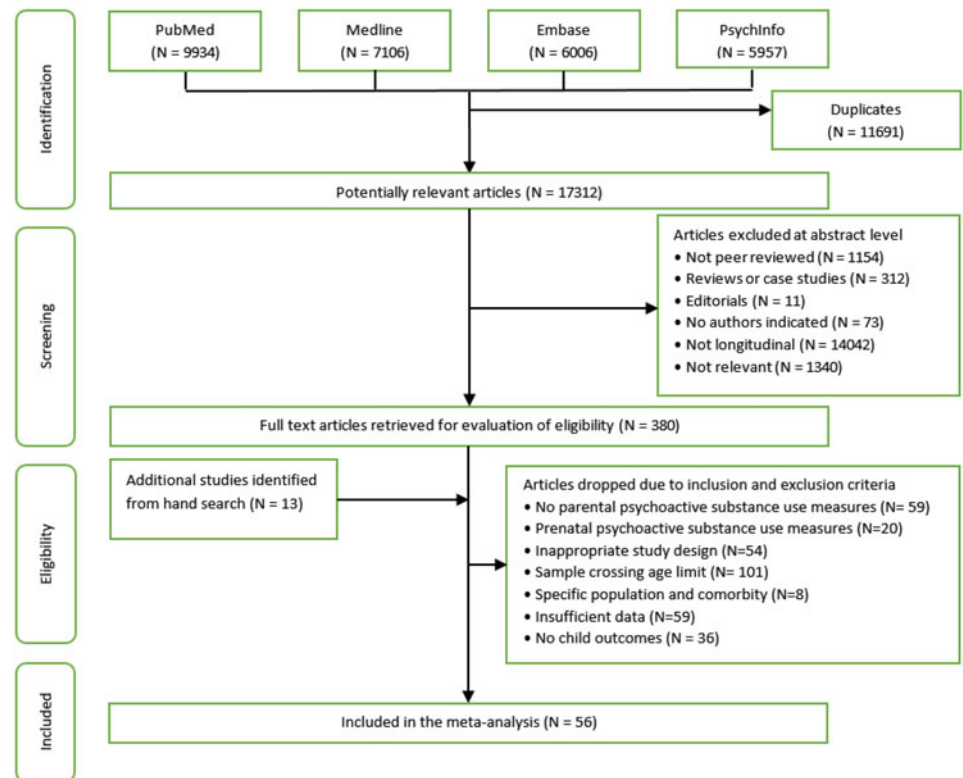 Identification
PubMed
(N = 9934)
Medline
(N = 7106)
Embase
(N = 6006)
PsychInfo
(N = 5957)
Duplicates
(N = 11691)
Potentially relevant articles (N = 17312)
Screening
Articles excluded at abstract level
• Not peer reviewed (N = 1154)
• Reviews or case studies (N = 312)
• Editorials (N = 11)
• No authors indicated (N = 73)
• Not longitudinal (N = 14042)
• Not relevant (N = 1340)
Full text articles retrieved for evaluation of eligibility (N = 380)
Eligibility
Additional studies identified
from hand search (N = 13)
Articles dropped due to inclusion and exclusion criteria
• No parental psychoactive substance use measures (N= 59)
• Prenatal psychoactive substance use measures (N=20)
• Inappropriate study design (N=54)
• Sample crossing age limit (N= 101)
• Specific population and comorbity (N=8)
• Insufficient data (N=59)
• No child outcomes (N = 36)
Included
Included in the meta-analysis (N = 56)